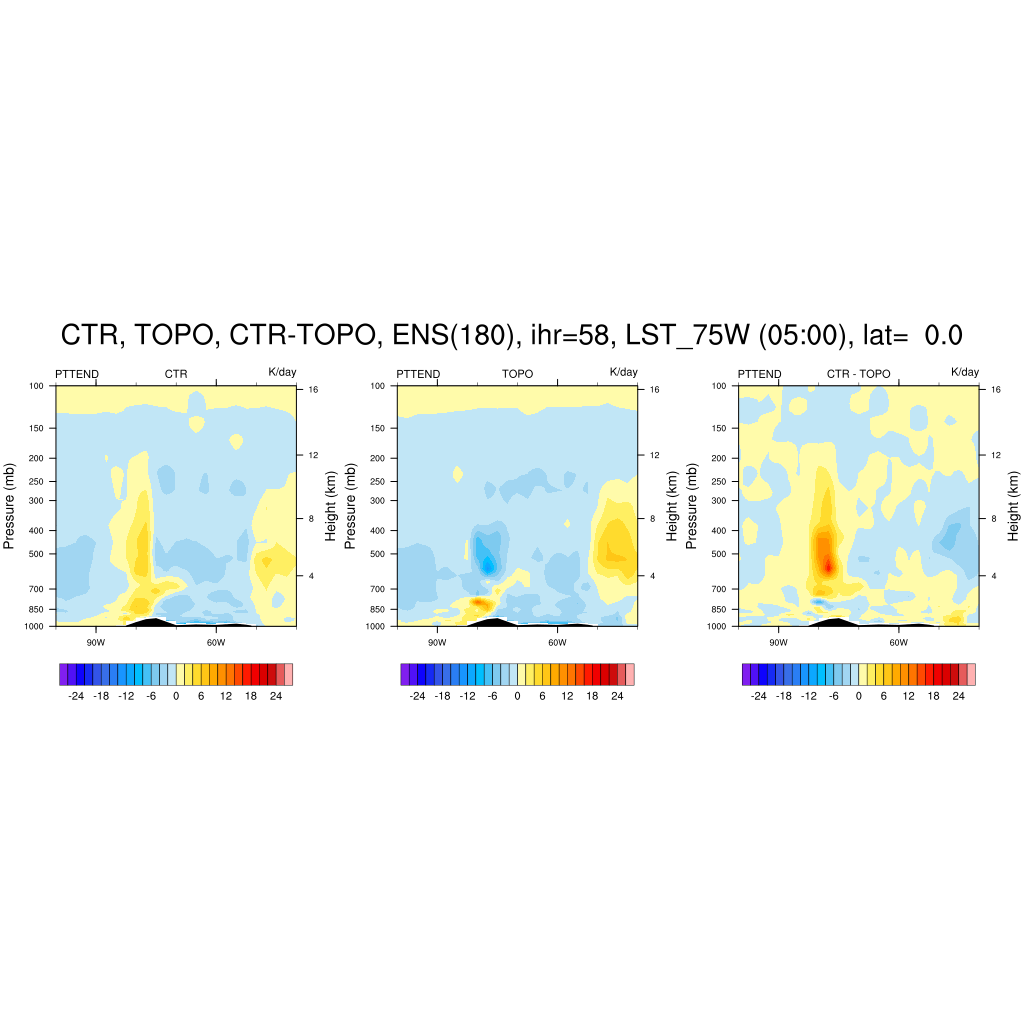 CTR, TOPO, CTR-TOPO, ENS(180), ihr=58, LST_75W (05:00), lat= 0.0
PTTEND CTR K/day
100
150
200
250
300
400
500
700
850
1000
Pressure (mb)
16
12
8
4
Height (km)
90W 60W
-24 -18 -12 -6 0 6 12 18 24
PTTEND TOPO K/day
100
150
200
250
300
400
500
700
850
1000
Pressure (mb)
16
12
8
4
Height (km)
90W 60W
-24 -18 -12 -6 0 6 12 18 24
PTTEND CTR - TOPO K/day
100
150
200
250
300
400
500
700
850
1000
Pressure (mb)
16
12
8
4
Height (km)
90W 60W
-24 -18 -12 -6 0 6 12 18 24